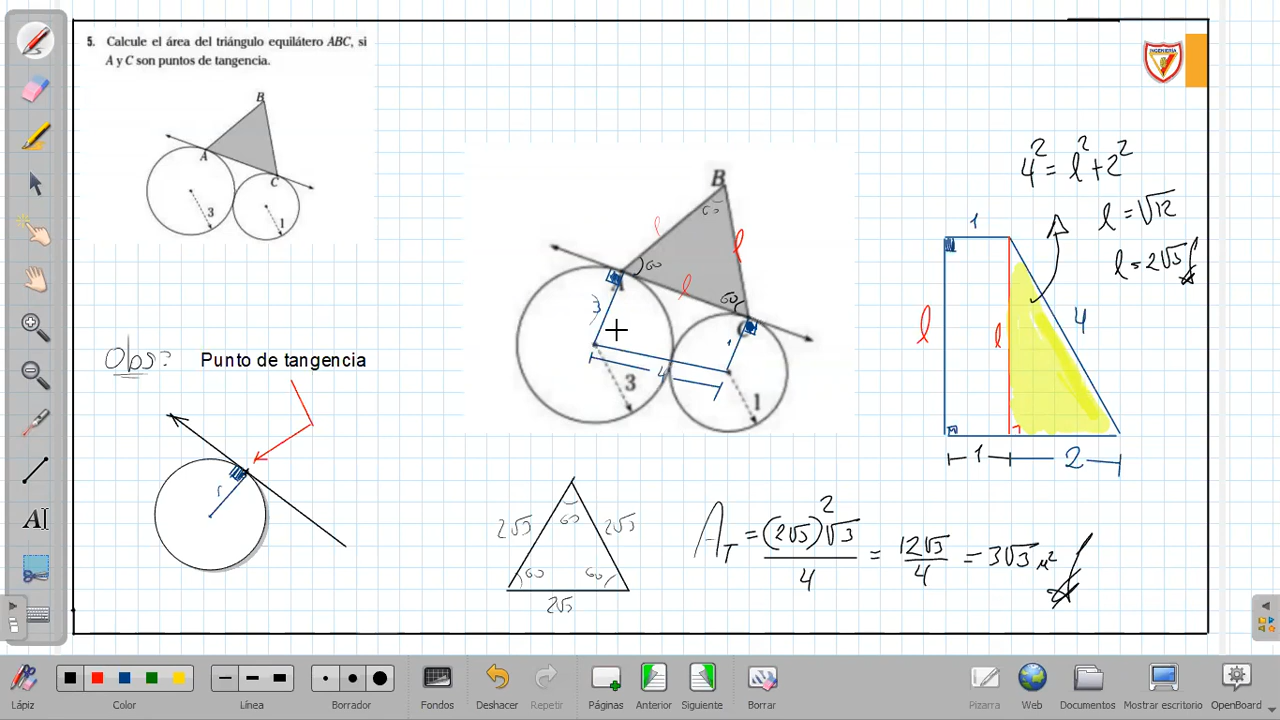 5. Calcule el área del triángulo equilátero ABC, si
A y C son puntos de tangencia.
B
A
C
3
1
INGENIERÍA
Obs:
Punto de tangencia
r
B
60
l
l
60
A
l
60
C
3
1
4
3
1
4² = l² + 2²
l = √12
l = 2√3
1
l
l
4
1
2
2√3
60
2√3
60
60
2√3
A_T = (2√3)²√3 / 4 = 12√3 / 4 = 3√3 u²
A
Lápiz
Color
Línea
Borrador
Fondos
Deshacer
Repetir
Páginas
Anterior
Siguiente
Borrar
Pizarra
Web
Documentos
Mostrar escritorio
OpenBoard